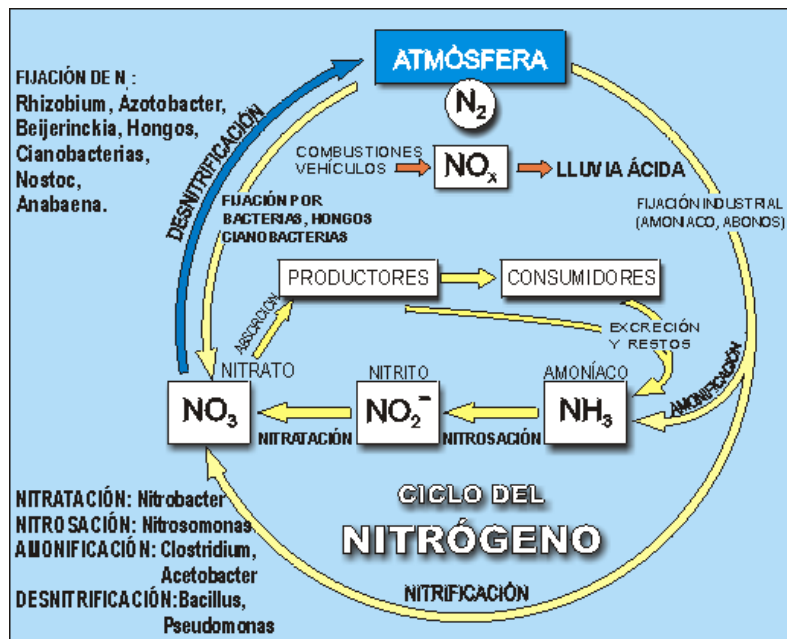 ATMÓSFERA
N2
FIJACIÓN DE N :
Rhizobium, Azotobacter,
Beijerinckia, Hongos,
Cianobacterias,
Nostoc,
Anabaena.
DESNITRIFICACIÓN
COMBUSTIONES
VEHÍCULOS
NOx
LLUVIA ÁCIDA
FIJACIÓN POR
BACTERIAS, HONGOS
CIANOBACTERIAS
FIJACIÓN INDUSTRIAL
(AMONIACO, ABONOS)
PRODUCTORES
CONSUMIDORES
ABSORCIÓN
EXCRECIÓN
Y RESTOS
NITRATO
NITRITO
AMONÍACO
AMONIFICACIÓN
NO3
NO2–
NH3
NITRATACIÓN
NITROSACIÓN
CICLO DEL
NITRÓGENO
NITRATACIÓN: Nitrobacter
NITROSACIÓN: Nitrosomonas
AMONIFICACIÓN: Clostridium,
Acetobacter
DESNITRIFICACIÓN:Bacillus,
Pseudomonas
NITRIFICACIÓN